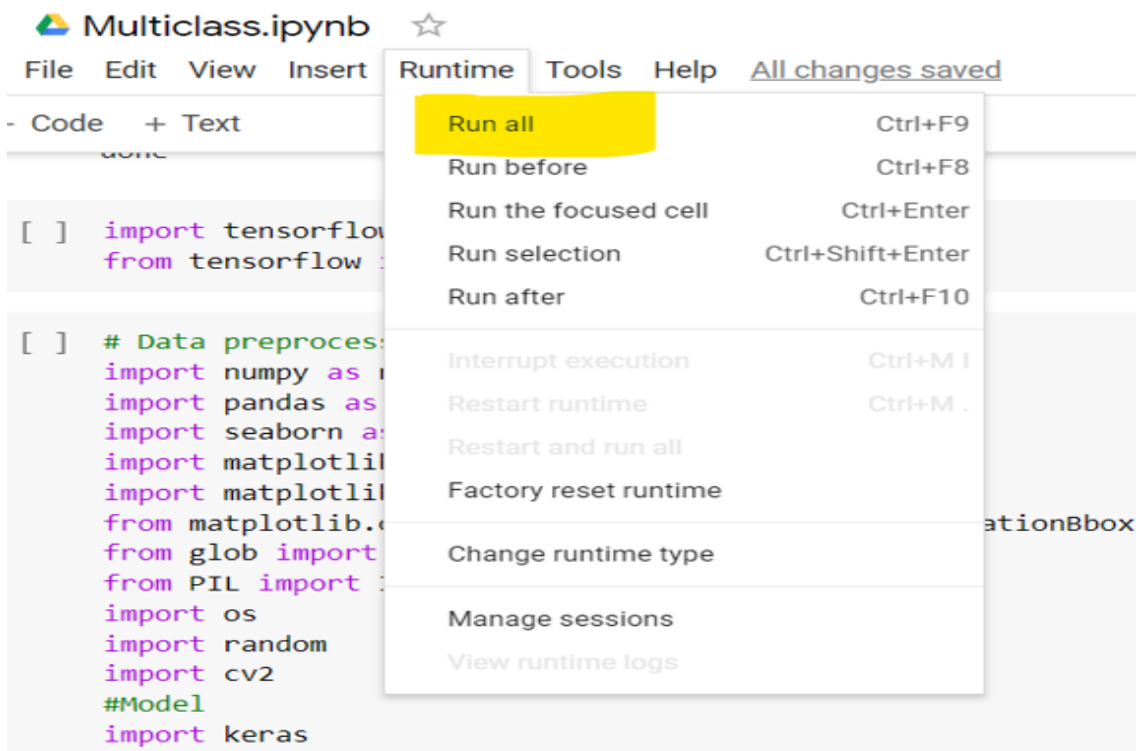 Multiclass.ipynb
File Edit View Insert Runtime Tools Help All changes saved
Code + Text
done
Run all Ctrl+F9
Run before Ctrl+F8
Run the focused cell Ctrl+Enter
Run selection Ctrl+Shift+Enter
Run after Ctrl+F10
Interrupt execution Ctrl+M I
Restart runtime Ctrl+M .
Restart and run all
Factory reset runtime
Change runtime type
Manage sessions
View runtime logs
[ ] import tensorflow
from tensorflow
[ ] # Data preproces
import numpy as
import pandas as
import seaborn as
import matplotli
import matplotli
from matplotlib. ationBbox
from glob import
from PIL import
import os
import random
import cv2
#Model
import keras